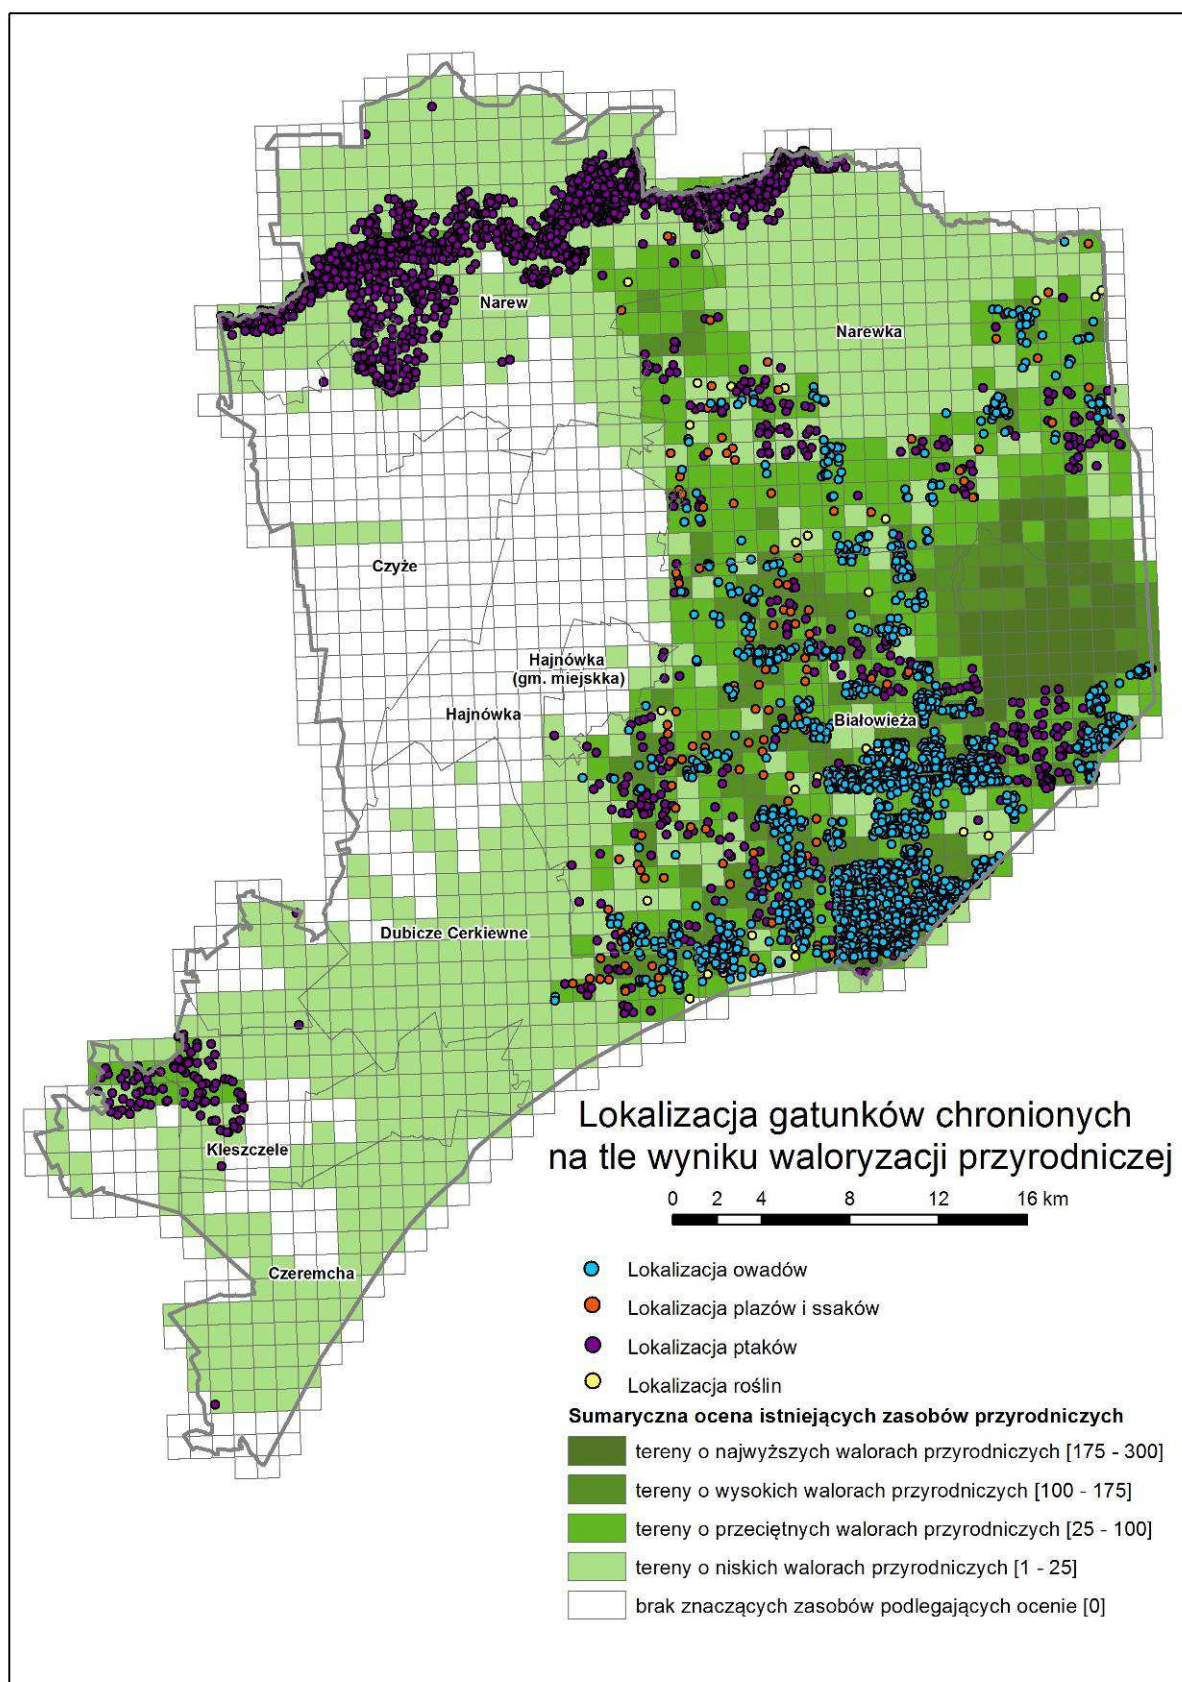 Narew
Narewka
Czyże
Hajnówka
(gm. miejskka)
Hajnówka
Białowieża
Dubicze Cerkiewne
Kleszczele
Czeremcha
Lokalizacja gatunków chronionych
na tle wyniku waloryzacji przyrodniczej
0 2 4 8 12 16 km
Lokalizacja owadów
Lokalizacja plazów i ssaków
Lokalizacja ptaków
Lokalizacja roślin
Sumaryczna ocena istniejących zasobów przyrodniczych
tereny o najwyższych walorach przyrodniczych [175 - 300]
tereny o wysokich walorach przyrodniczych [100 - 175]
tereny o przeciętnych walorach przyrodniczych [25 - 100]
tereny o niskich walorach przyrodniczych [1 - 25]
brak znaczących zasobów podlegających ocenie [0]